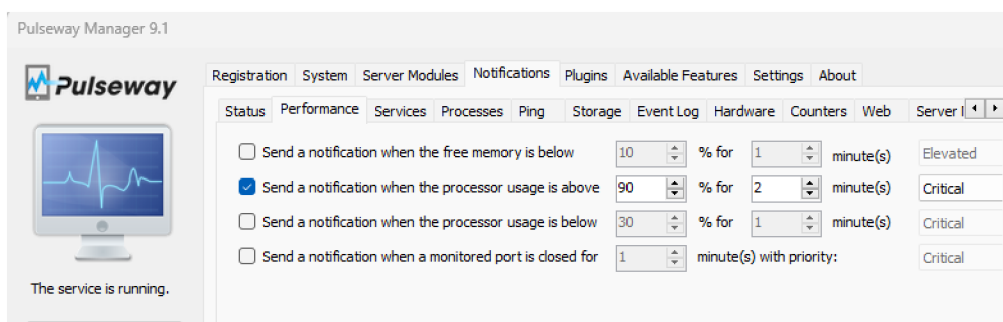 Pulseway Manager 9.1
Pulseway
Registration System Server Modules Notifications Plugins Available Features Settings About
Status Performance Services Processes Ping Storage Event Log Hardware Counters Web Server
Send a notification when the free memory is below 10 % for 1 minute(s) Elevated
Send a notification when the processor usage is above 90 % for 2 minute(s) Critical
Send a notification when the processor usage is below 30 % for 1 minute(s) Critical
Send a notification when a monitored port is closed for 1 minute(s) with priority: Critical
The service is running.